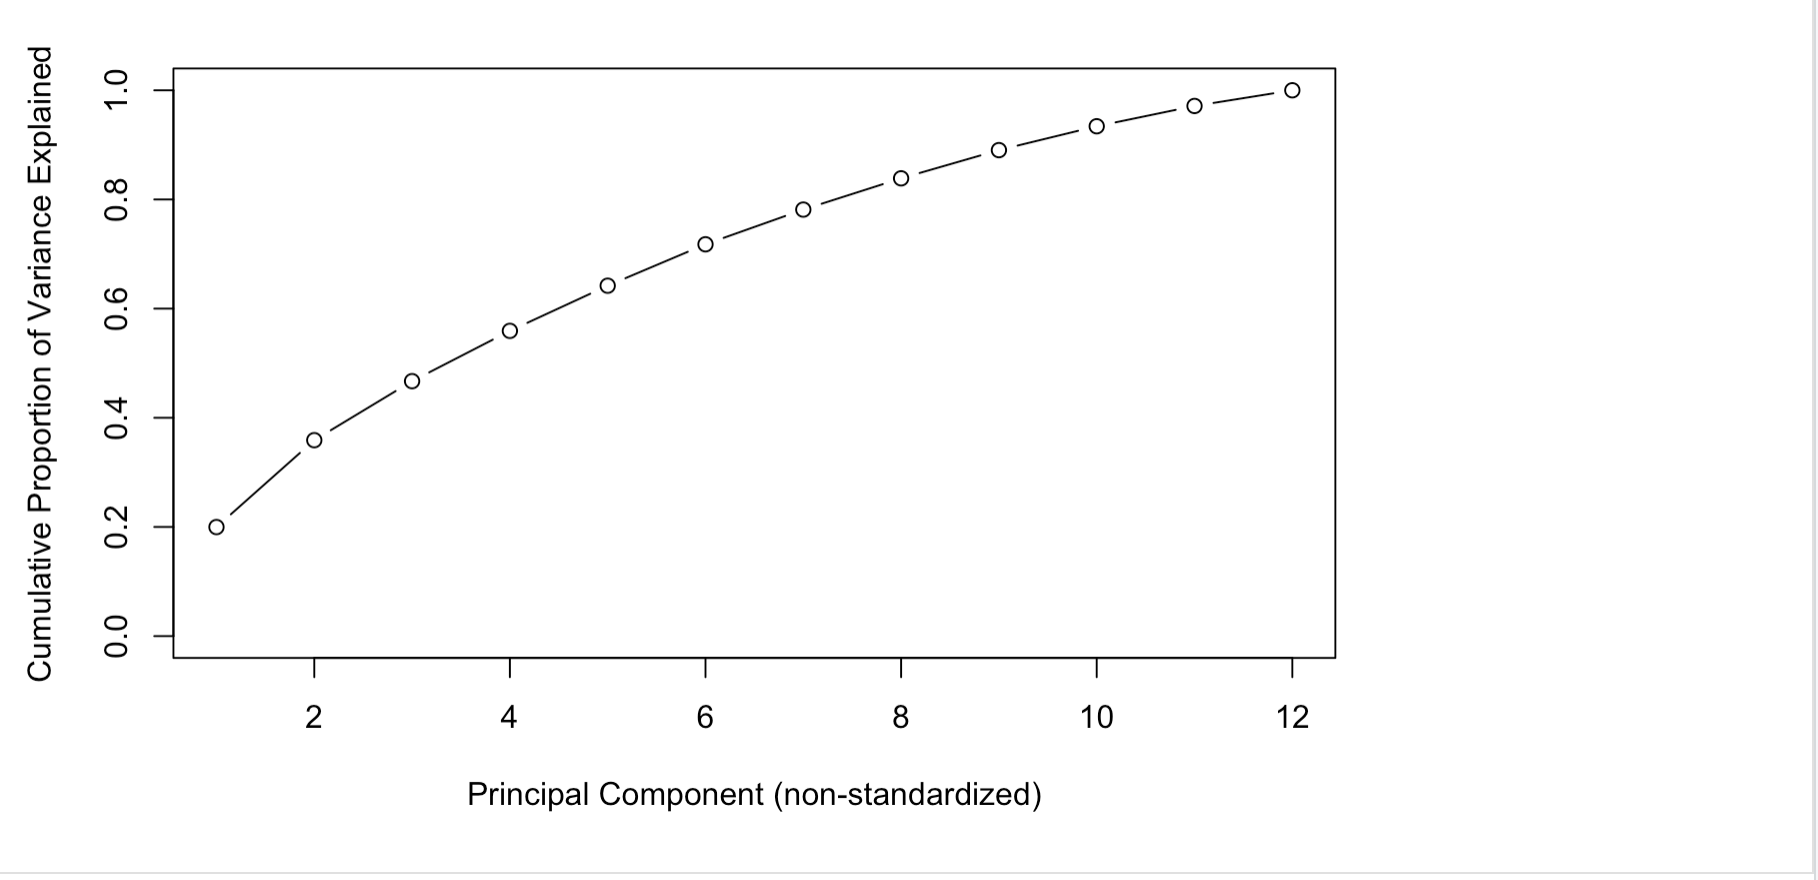 Cumulative Proportion of Variance Explained
1.0
0.8
0.6
0.4
0.2
0.0
2 4 6 8 10 12
Principal Component (non-standardized)